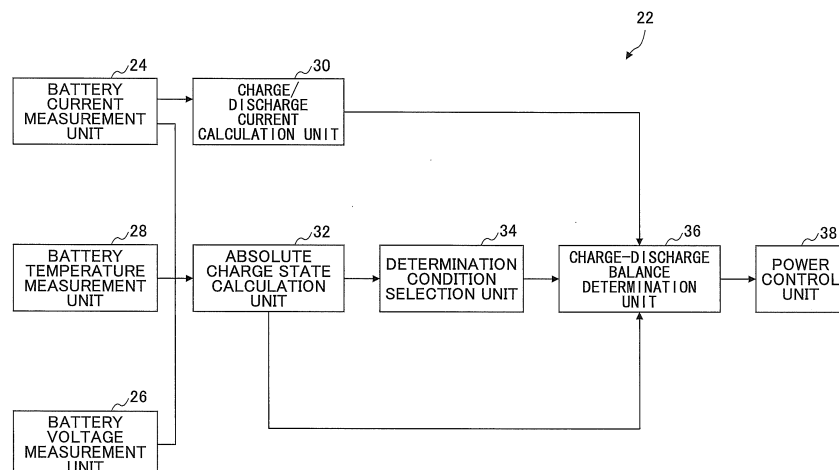 22
24
BATTERY
CURRENT
MEASUREMENT
UNIT
30
CHARGE/
DISCHARGE
CURRENT
CALCULATION UNIT
28
BATTERY
TEMPERATURE
MEASUREMENT
UNIT
32
ABSOLUTE
CHARGE STATE
CALCULATION
UNIT
34
DETERMINATION
CONDITION
SELECTION UNIT
36
CHARGE-DISCHARGE
BALANCE
DETERMINATION
UNIT
38
POWER
CONTROL
UNIT
26
BATTERY
VOLTAGE
MEASUREMENT
UNIT